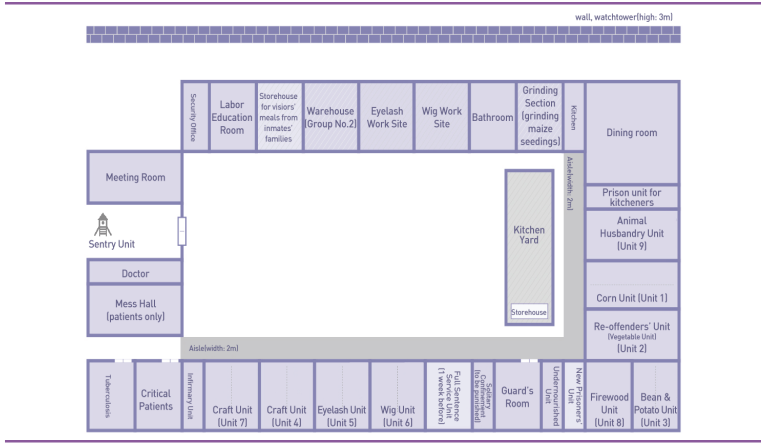 wall, watchtower(high: 3m)
Security Office
Labor
Education
Room
Storehouse
for visiors'
meals from
inmates'
families
Warehouse
(Group No.2)
Eyelash
Work Site
Wig Work
Site
Bathroom
Grinding
Section
(grinding
maize
seedings)
Kitchen
Dining room
Meeting Room
Aisle(width: 2m)
Prison unit for
kitcheners
Sentry Unit
Kitchen
Yard
Animal
Husbandry Unit
(Unit 9)
Doctor
Mess Hall
(patients only)
Storehouse
Corn Unit (Unit 1)
Re-offenders' Unit
(Vegetable Unit)
(Unit 2)
Aisle(width: 2m)
Tuberculosis
Critical
Patients
Infirmary Unit
Craft Unit
(Unit 7)
Craft Unit
(Unit 4)
Eyelash Unit
(Unit 5)
Wig Unit
(Unit 6)
Full Sentence
Service Unit
(1 week before)
Solitary
Confinement
(to be punished)
Guard's
Room
Undernourished
Unit
New Prisoners'
Unit
Firewood
Unit
(Unit 8)
Bean &
Potato Unit
(Unit 3)